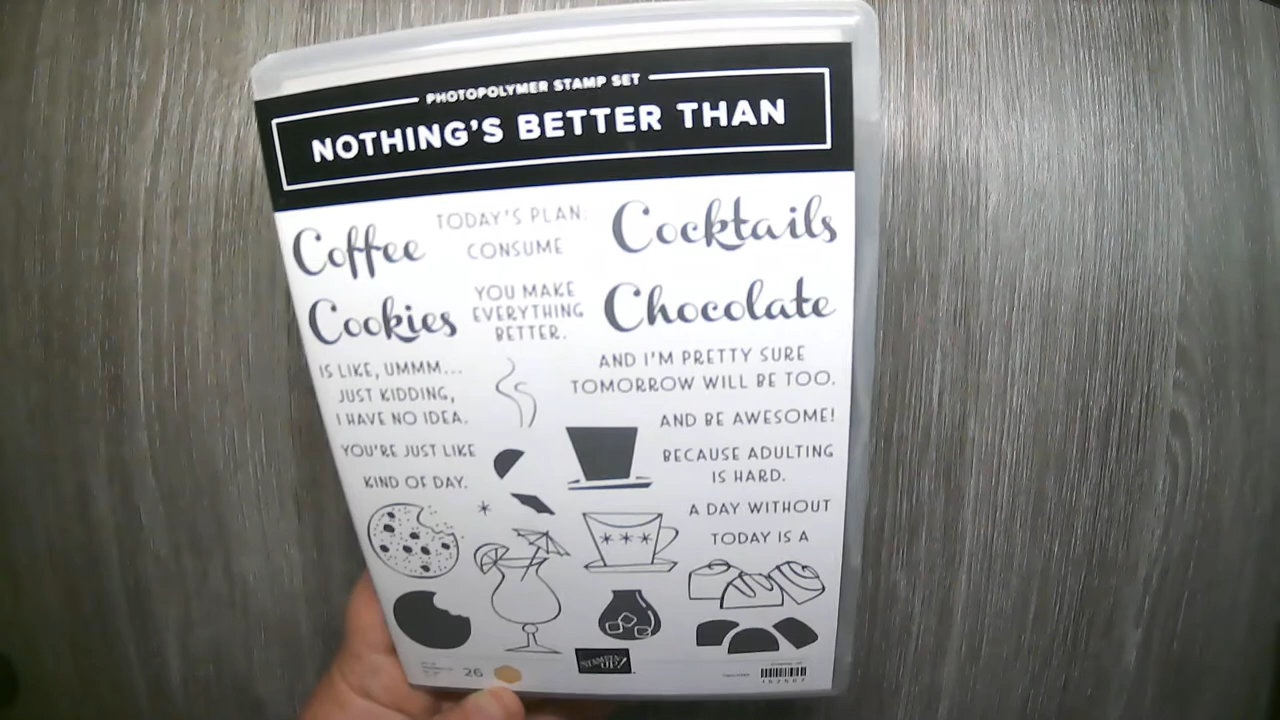 PHOTOPOLYMER STAMP SET
NOTHING'S BETTER THAN
Coffee
TODAY'S PLAN:
CONSUME
Cocktails
Cookies
YOU MAKE
EVERYTHING
BETTER.
Chocolate
IS LIKE, UMMM...
JUST KIDDING,
I HAVE NO IDEA.
AND I'M PRETTY SURE
TOMORROW WILL BE TOO.
AND BE AWESOME!
YOU'RE JUST LIKE
BECAUSE ADULTING
IS HARD.
KIND OF DAY.
A DAY WITHOUT
TODAY IS A
26
STAMPIN' UP!